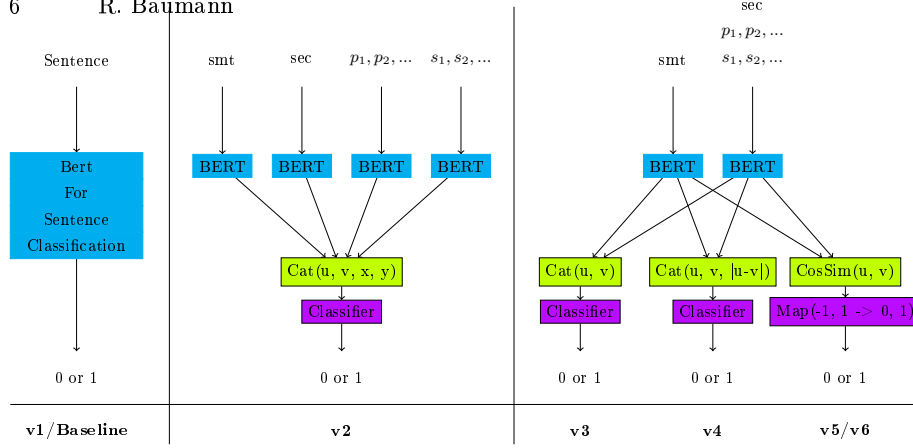 6 R. Baumann
sec
p₁, p₂, ...
Sentence smt sec p₁, p₂, ... s₁, s₂, ... smt s₁, s₂, ...
Bert BERT BERT BERT BERT BERT BERT
For
Sentence
Classification
Cat(u, v, x, y) Cat(u, v) Cat(u, v, |u-v|) CosSim(u, v)
Classifier Classifier Classifier Map(-1, 1 -> 0, 1)
0 or 1 0 or 1 0 or 1 0 or 1 0 or 1
v1/Baseline v2 v3 v4 v5/v6